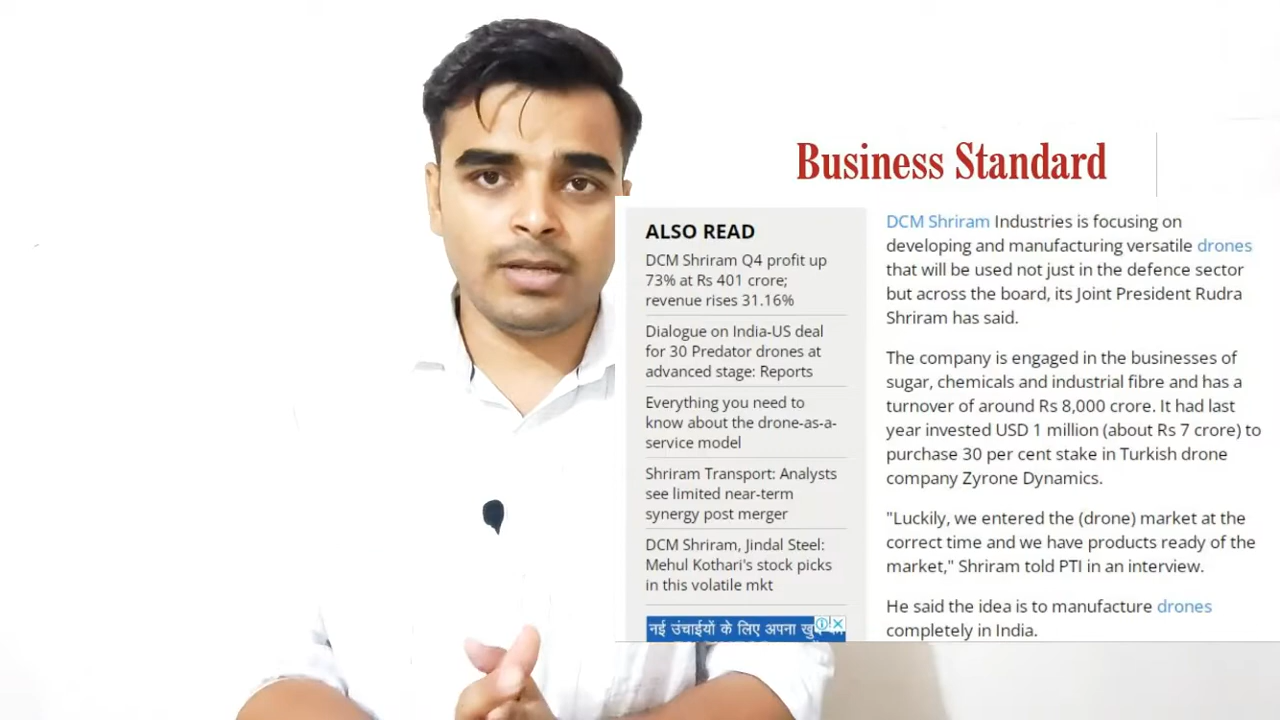 Business Standard
ALSO READ
DCM Shriram Q4 profit up
73% at Rs 401 crore;
revenue rises 31.16%
Dialogue on India-US deal
for 30 Predator drones at
advanced stage: Reports
Everything you need to
know about the drone-as-a-
service model
Shriram Transport: Analysts
see limited near-term
synergy post merger
DCM Shriram, Jindal Steel:
Mehul Kothari's stock picks
in this volatile mkt
नई उंचाईयों के लिए अपना
DCM Shriram Industries is focusing on
developing and manufacturing versatile drones
that will be used not just in the defence sector
but across the board, its Joint President Rudra
Shriram has said.
The company is engaged in the businesses of
sugar, chemicals and industrial fibre and has a
turnover of around Rs 8,000 crore. It had last
year invested USD 1 million (about Rs 7 crore) to
purchase 30 per cent stake in Turkish drone
company Zyrone Dynamics.
"Luckily, we entered the (drone) market at the
correct time and we have products ready of the
market," Shriram told PTI in an interview.
He said the idea is to manufacture drones
completely in India.